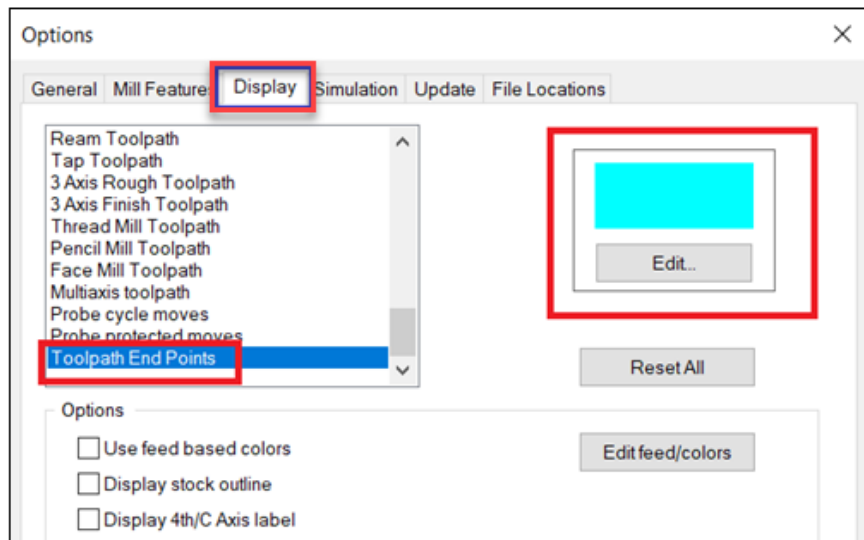 Options
General Mill Feature Display Simulation Update File Locations
Ream Toolpath
Tap Toolpath
3 Axis Rough Toolpath
3 Axis Finish Toolpath
Thread Mill Toolpath
Pencil Mill Toolpath
Face Mill Toolpath
Multiaxis toolpath
Probe cycle moves
Probe protected moves
Toolpath End Points
Edit...
Reset All
Options
Use feed based colors
Display stock outline
Display 4th/C Axis label
Edit feed/colors